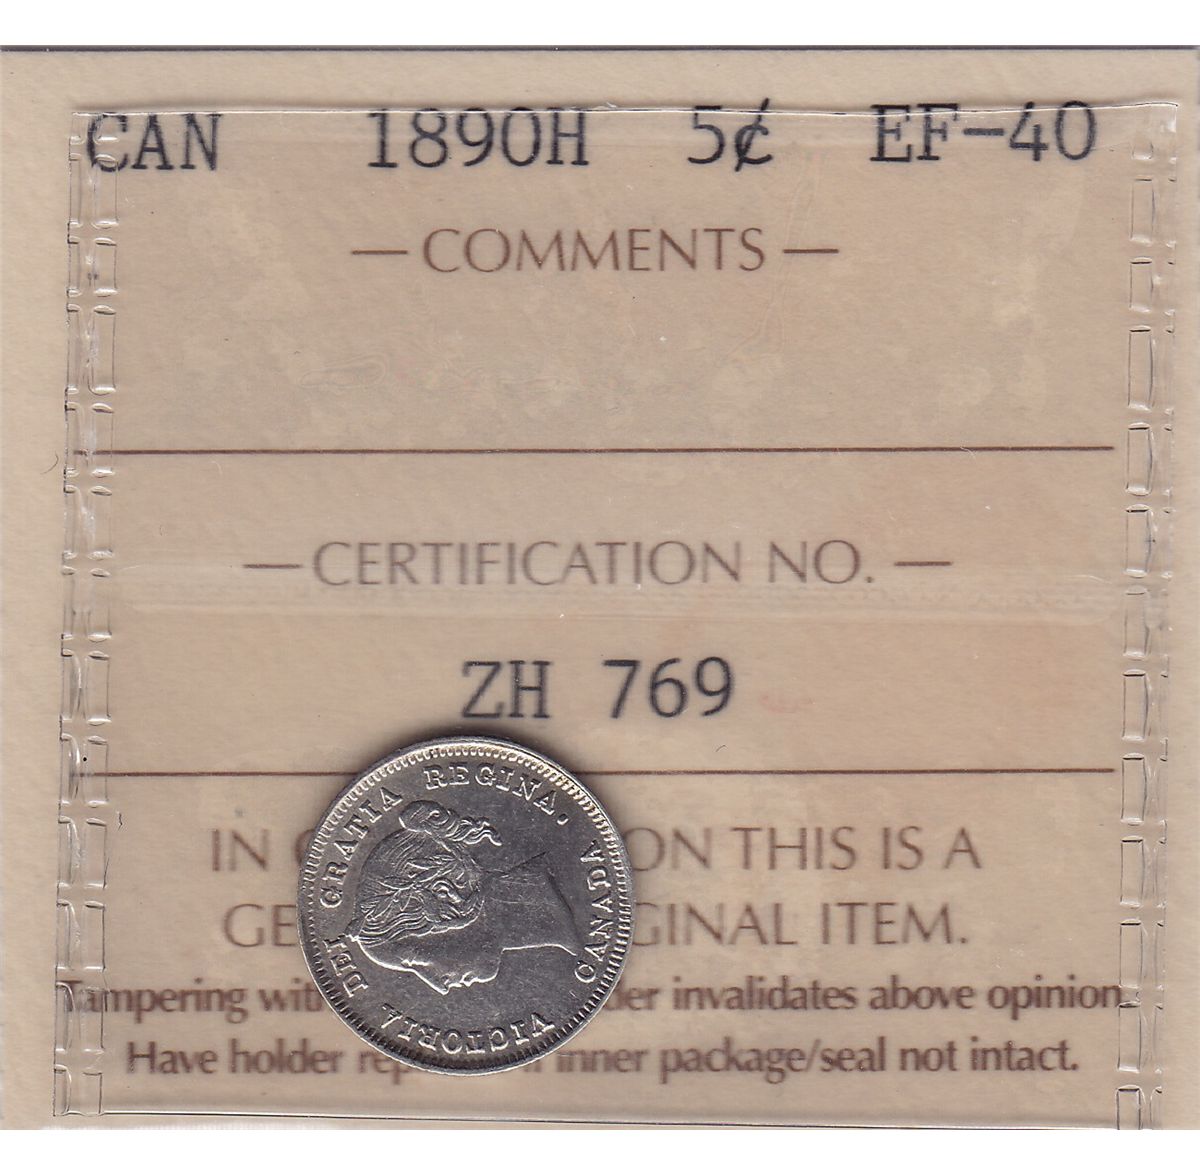 CAN 1890H 5¢ EF-40
— COMMENTS —
— CERTIFICATION NO. —
ZH 769
IN ON THIS IS A
GE GINAL ITEM.
Tampering wit der invalidates above opinion
Have holder rep inner package/seal not intact.
VICTORIA DEI GRATIA REGINA. CANADA